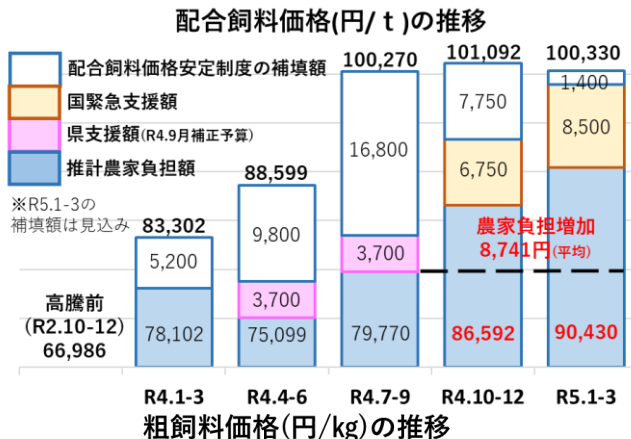 配合飼料価格(円/ｔ)の推移
配合飼料価格安定制度の補填額
国緊急支援額
県支援額(R4.9月補正予算)
推計農家負担額
※R5.1-3の
補填額は見込み
高騰前
(R2.10-12)
66,986
83,302
5,200
78,102
88,599
9,800
3,700
75,099
100,270
16,800
3,700
79,770
101,092
7,750
6,750
86,592
100,330
1,400
8,500
90,430
農家負担増加
8,741円(平均)
R4.1-3
R4.4-6
R4.7-9
R4.10-12
R5.1-3
粗飼料価格(円/kg)の推移